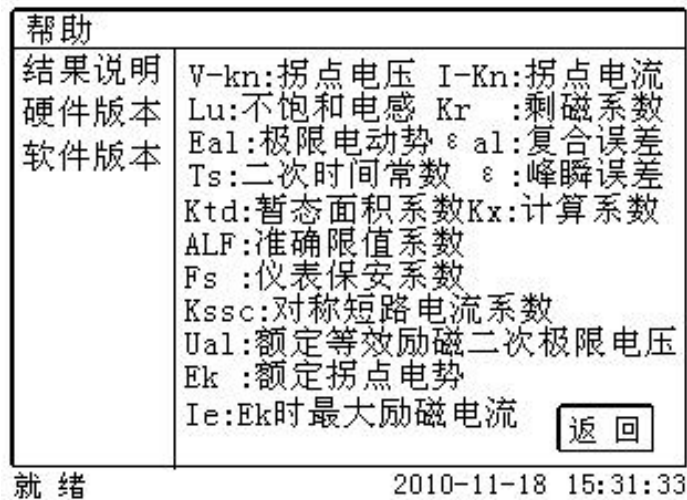 帮助
结果说明
硬件版本
软件版本
V-kn:拐点电压 I-Kn:拐点电流
Lu:不饱和电感 Kr :剩磁系数
Eal:极限电动势 εal:复合误差
Ts:二次时间常数 ε:峰瞬误差
Ktd:暂态面积系数Kx:计算系数
ALF:准确限值系数
Fs :仪表保安系数
Kssc:对称短路电流系数
Ual:额定等效励磁二次极限电压
Ek :额定拐点电势
Ie:Ek时最大励磁电流
返 回
就 绪
2010-11-18 15:31:33